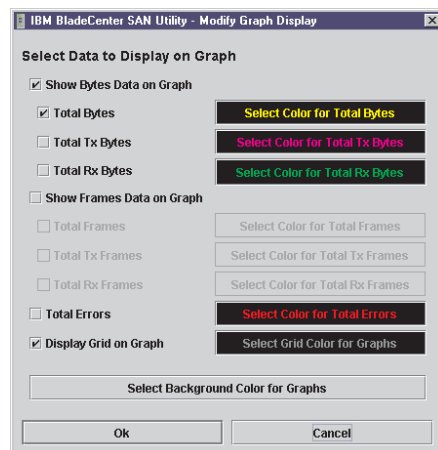 IBM BladeCenter SAN Utility - Modify Graph Display
Select Data to Display on Graph
Show Bytes Data on Graph
Total Bytes Select Color for Total Bytes
Total Tx Bytes Select Color for Total Tx Bytes
Total Rx Bytes Select Color for Total Rx Bytes
Show Frames Data on Graph
Total Frames Select Color for Total Frames
Total Tx Frames Select Color for Total Tx Frames
Total Rx Frames Select Color for Total Rx Frames
Total Errors Select Color for Total Errors
Display Grid on Graph Select Grid Color for Graphs
Select Background Color for Graphs
Ok Cancel